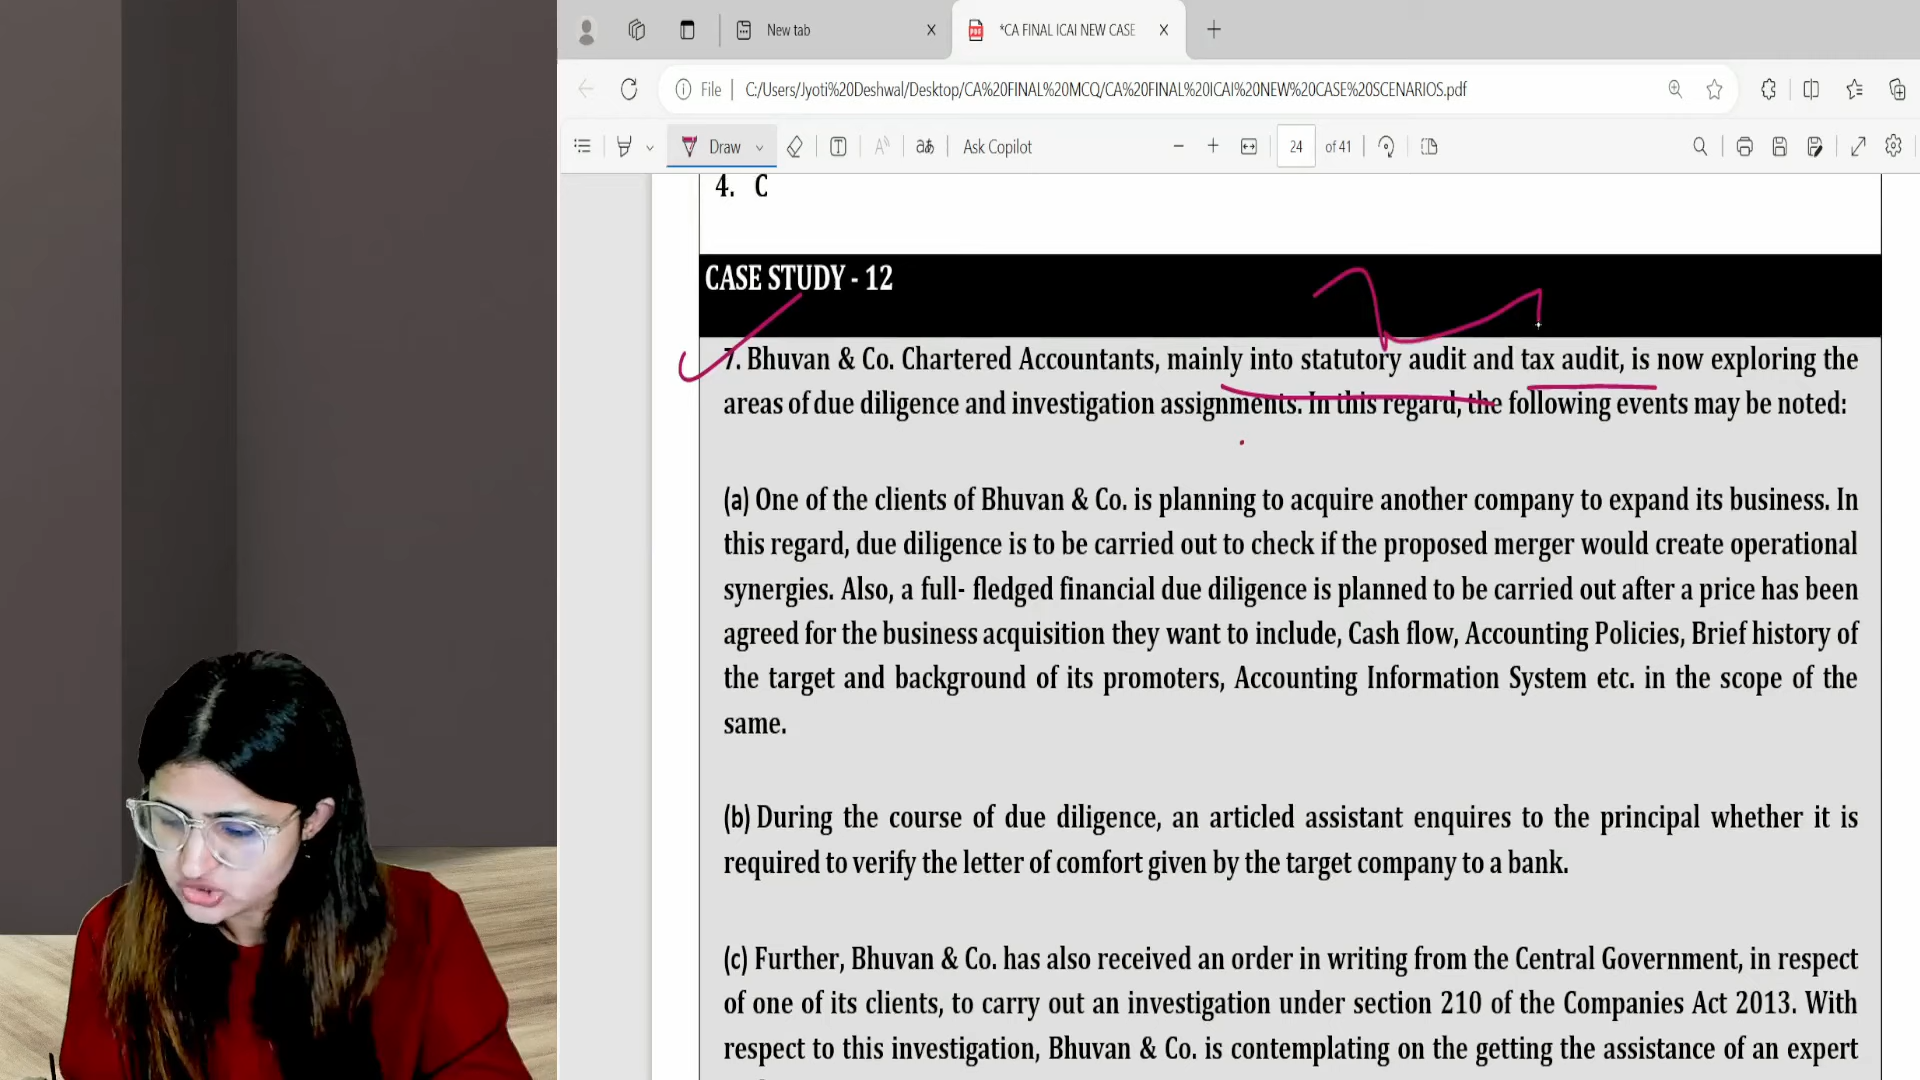 New tab
*CA FINAL ICAI NEW CASE
File
C:/Users/Jyoti%20Deshwal/Desktop/CA%20FINAL%20MCQ/CA%20FINAL%20ICAI%20NEW%20CASE%20SCENARIOS.pdf
Draw
Ask Copilot
24 of 41
4. C
CASE STUDY - 12
7. Bhuvan & Co. Chartered Accountants, mainly into statutory audit and tax audit, is now exploring the
areas of due diligence and investigation assignments. In this regard, the following events may be noted:
(a) One of the clients of Bhuvan & Co. is planning to acquire another company to expand its business. In
this regard, due diligence is to be carried out to check if the proposed merger would create operational
synergies. Also, a full- fledged financial due diligence is planned to be carried out after a price has been
agreed for the business acquisition they want to include, Cash flow, Accounting Policies, Brief history of
the target and background of its promoters, Accounting Information System etc. in the scope of the
same.
(b) During the course of due diligence, an articled assistant enquires to the principal whether it is
required to verify the letter of comfort given by the target company to a bank.
(c) Further, Bhuvan & Co. has also received an order in writing from the Central Government, in respect
of one of its clients, to carry out an investigation under section 210 of the Companies Act 2013. With
respect to this investigation, Bhuvan & Co. is contemplating on the getting the assistance of an expert